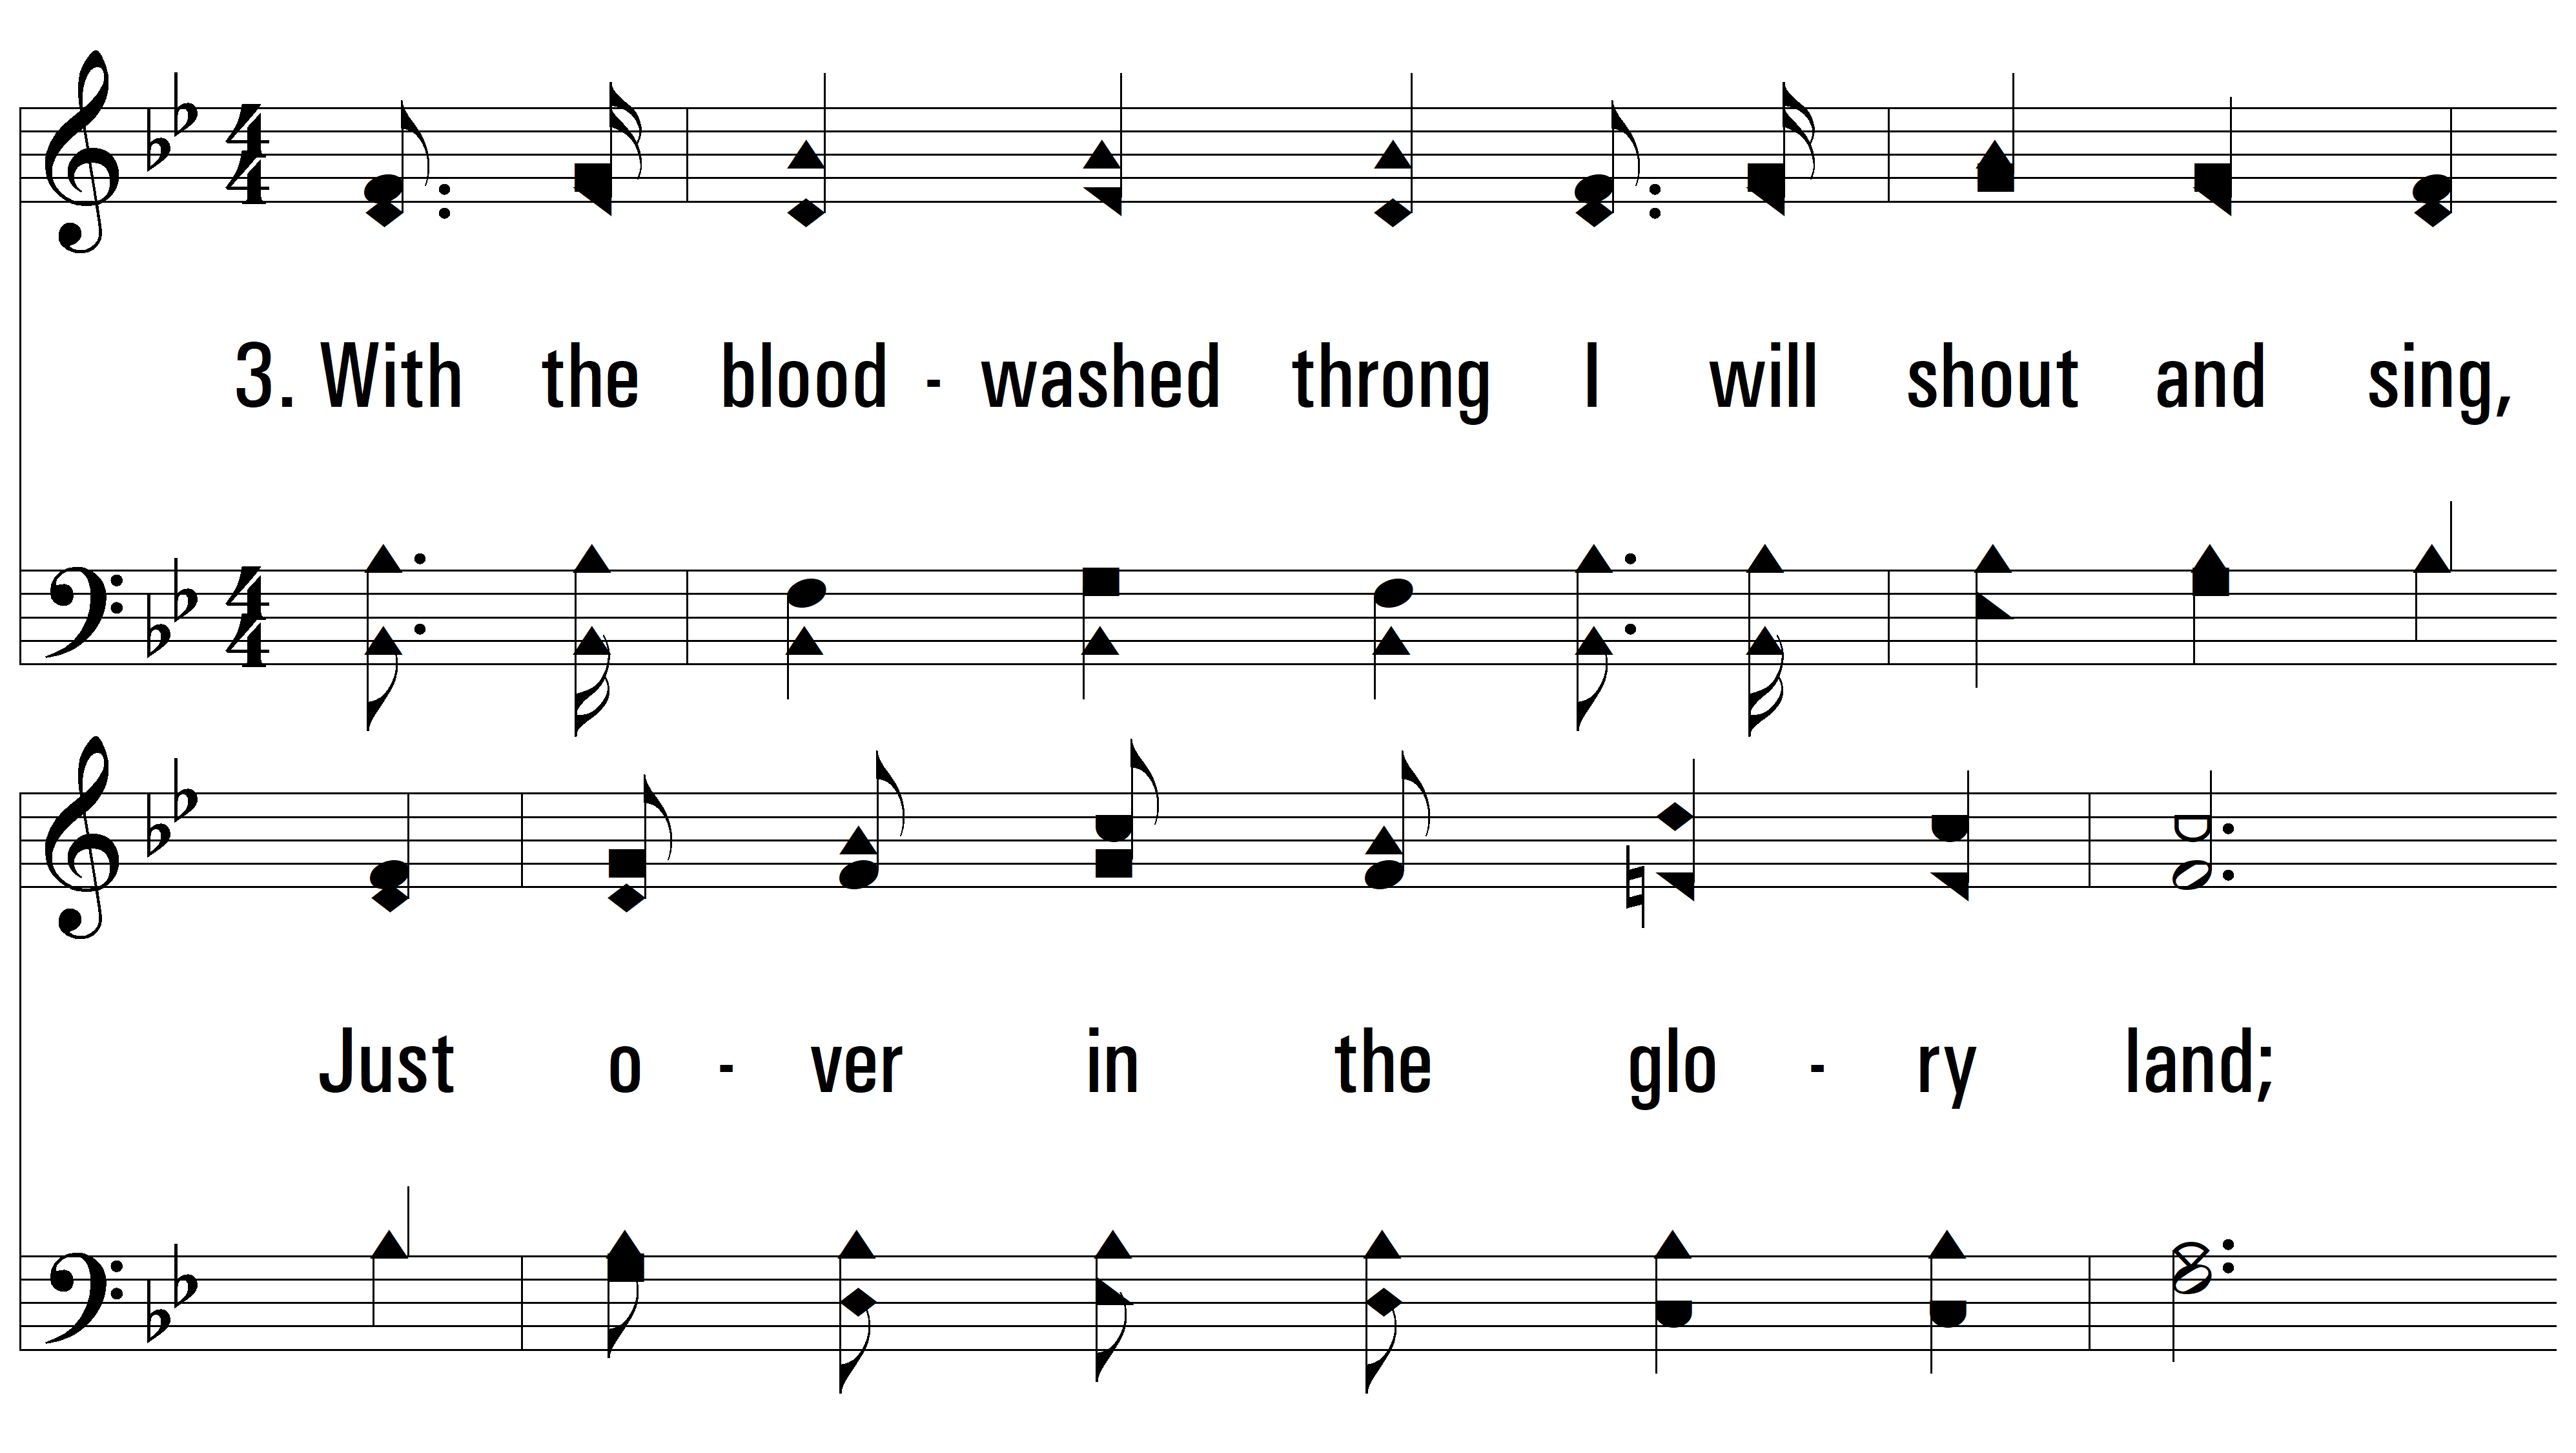 3. With the blood - washed throng I will shout and sing,
Just o - ver in the glo - ry land;